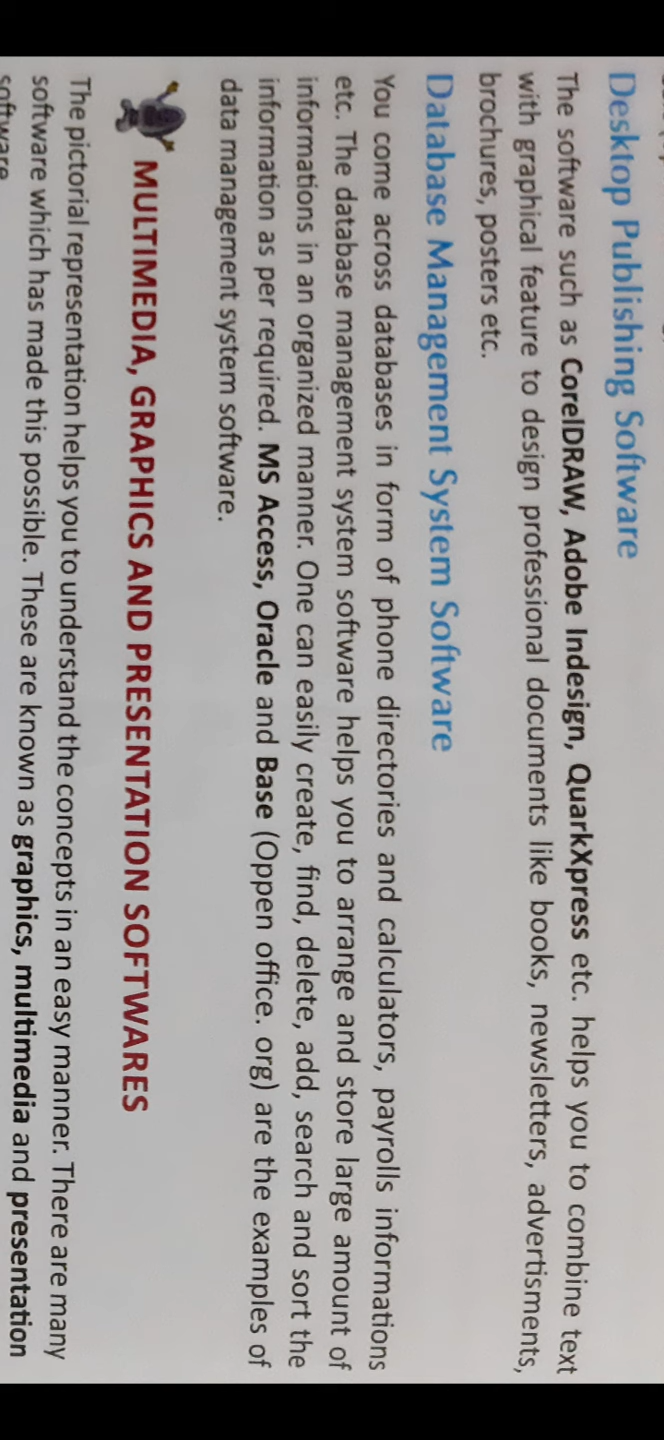 Desktop Publishing Software
The software such as CorelDRAW, Adobe Indesign, QuarkXpress etc. helps you to combine text
with graphical feature to design professional documents like books, newsletters, advertisments,
brochures, posters etc.
Database Management System Software
You come across databases in form of phone directories and calculators, payrolls informations
etc. The database management system software helps you to arrange and store large amount of
informations in an organized manner. One can easily create, find, delete, add, search and sort the
information as per required. MS Access, Oracle and Base (Oppen office. org) are the examples of
data management system software.
MULTIMEDIA, GRAPHICS AND PRESENTATION SOFTWARES
The pictorial representation helps you to understand the concepts in an easy manner. There are many
software which has made this possible. These are known as graphics, multimedia and presentation
software